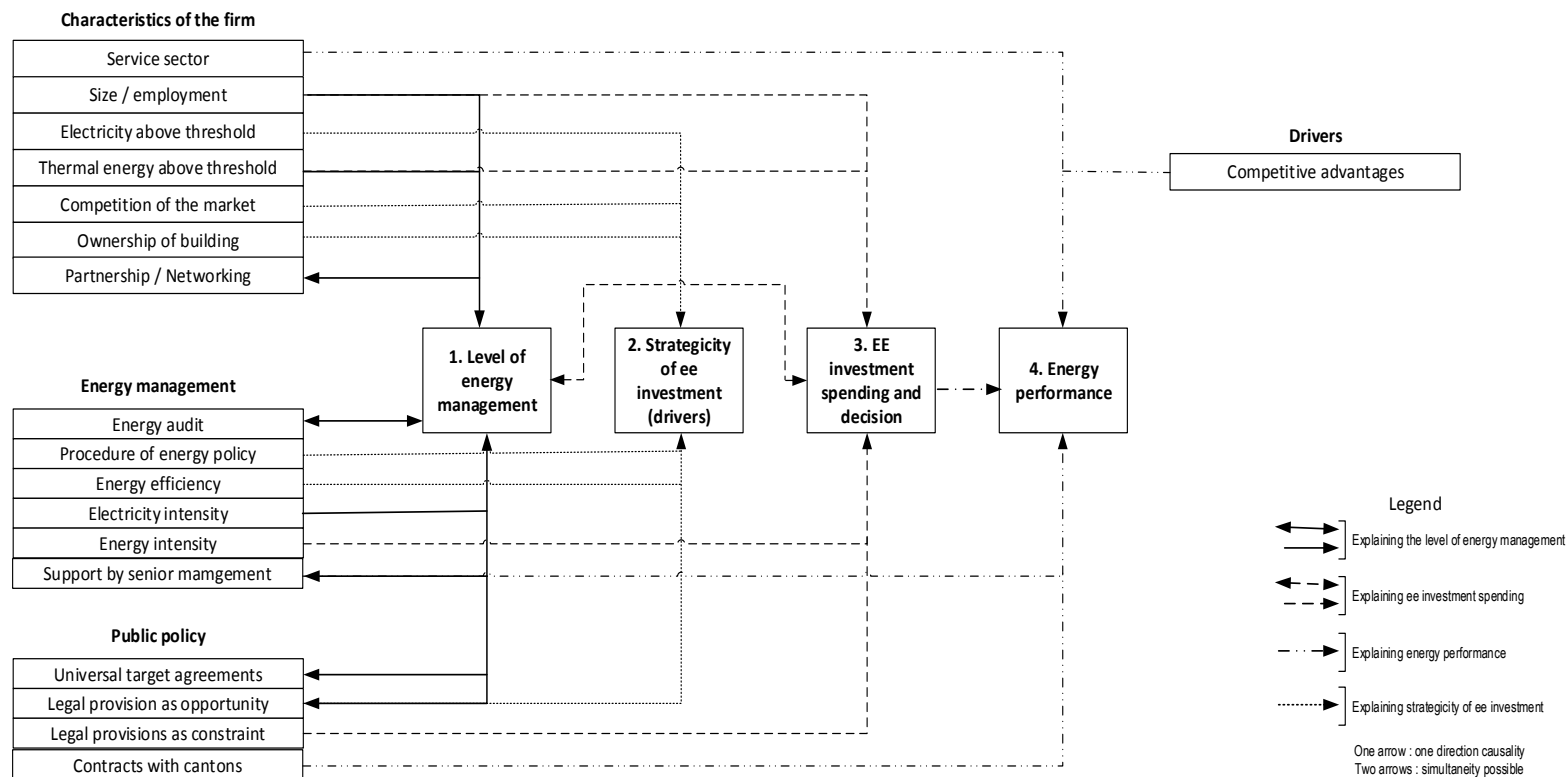 Characteristics of the firm
Service sector
Size / employment
Electricity above threshold
Thermal energy above threshold
Competition of the market
Ownership of building
Partnership / Networking
Drivers
Competitive advantages
1. Level of
energy
management
2. Strategicity
of ee
investment
(drivers)
3. EE
investment
spending and
decision
4. Energy
performance
Energy management
Energy audit
Procedure of energy policy
Energy efficiency
Electricity intensity
Energy intensity
Support by senior mamgement
Public policy
Universal target agreements
Legal provision as opportunity
Legal provisions as constraint
Contracts with cantons
Legend
Explaining the level of energy management
Explaining ee investment spending
Explaining energy performance
Explaining strategicity of ee investment
One arrow : one direction causality
Two arrows : simultaneity possible